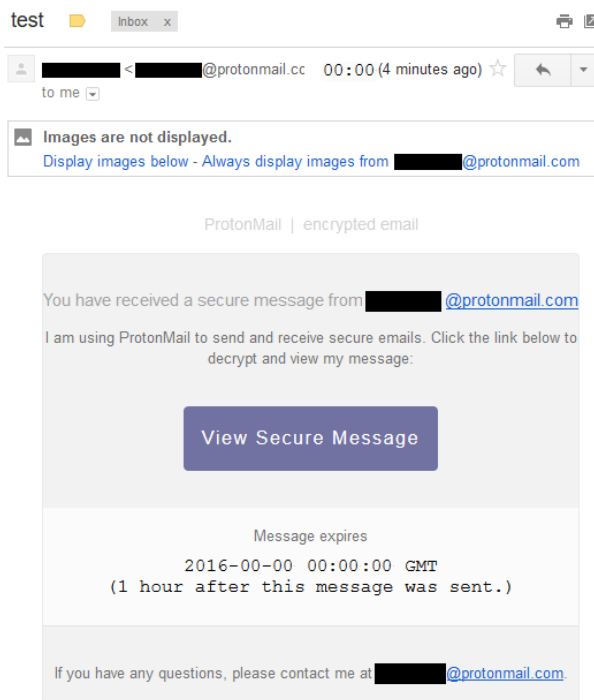 test Inbox x
< @protonmail.cc 00:00 (4 minutes ago)
to me
Images are not displayed.
Display images below - Always display images from @protonmail.com
ProtonMail | encrypted email
You have received a secure message from @protonmail.com
I am using ProtonMail to send and receive secure emails. Click the link below to
decrypt and view my message:
View Secure Message
Message expires
2016-00-00 00:00:00 GMT
(1 hour after this message was sent.)
If you have any questions, please contact me at @protonmail.com.